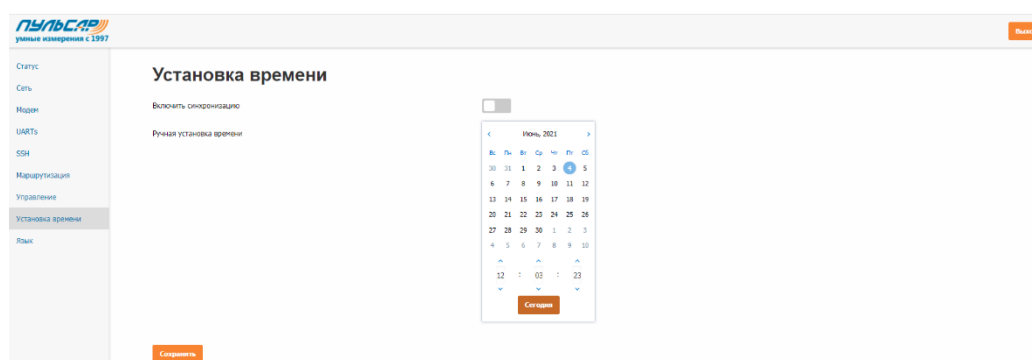 ПУЛЬСАР
умные измерения с 1997
Статус
Сеть
Модем
UARTs
SSH
Маршрутизация
Управление
Установка времени
Язык
Установка времени
Включить синхронизацию
Ручная установка времени
Июнь, 2021
Вс Пн Вт Ср Чт Пт Сб
30 31 1 2 3 4 5
6 7 8 9 10 11 12
13 14 15 16 17 18 19
20 21 22 23 24 25 26
27 28 29 30 1 2 3
4 5 6 7 8 9 10
12 : 03 : 23
Сегодня
Сохранить